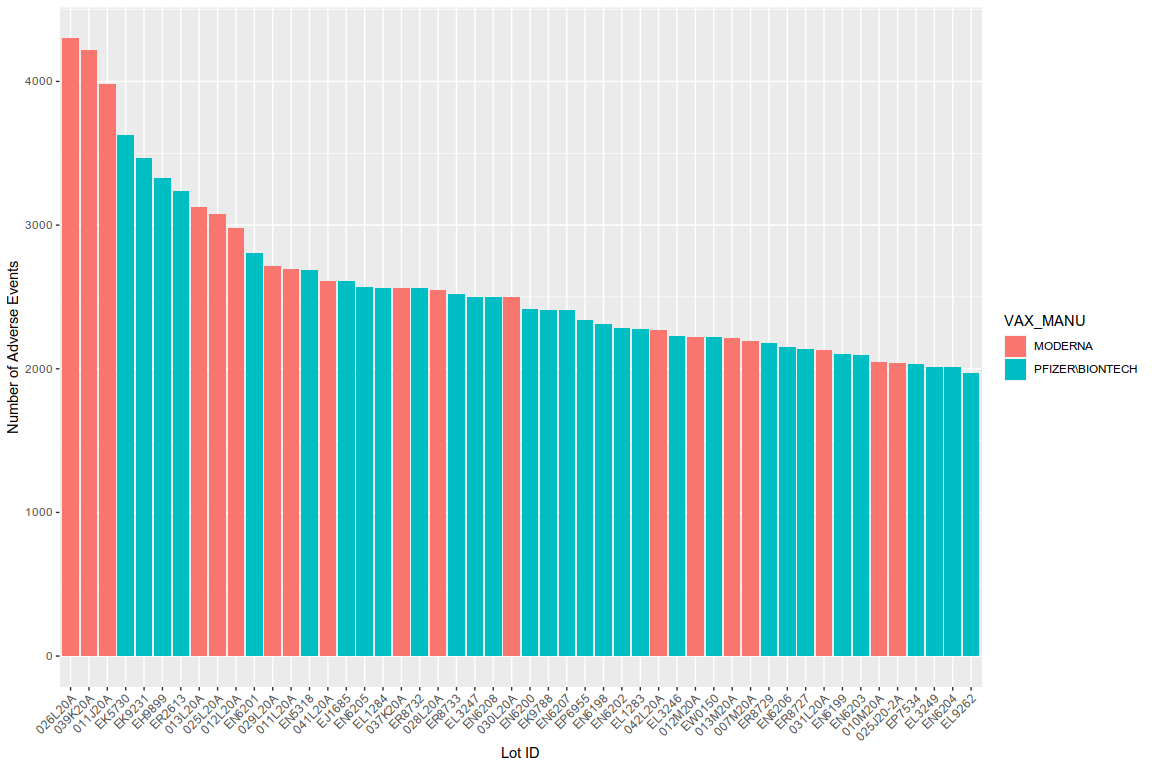 4000
3000
2000
1000
0
Number of Adverse Events
026L20A
039K20A
011J20A
EK5730
EK9231
EH9899
ER2613
013L20A
025L20A
012L20A
EN6201
029L20A
011L20A
EN5318
041L20A
EJ1685
EN6205
EL1284
037K20A
ER8732
028L20A
ER8733
EL3247
EN6208
030L20A
EN6200
EK9788
EN6207
EP6955
EN6198
EN6202
EL1283
042L20A
EL3246
012M20A
EW0150
013M20A
007M20A
ER8729
EN6206
ER8727
031L20A
EN6199
EN6203
010M20A
025J20-2A
EP7534
EL3249
EN6204
EL9262
Lot ID
VAX_MANU
MODERNA
PFIZER\BIONTECH